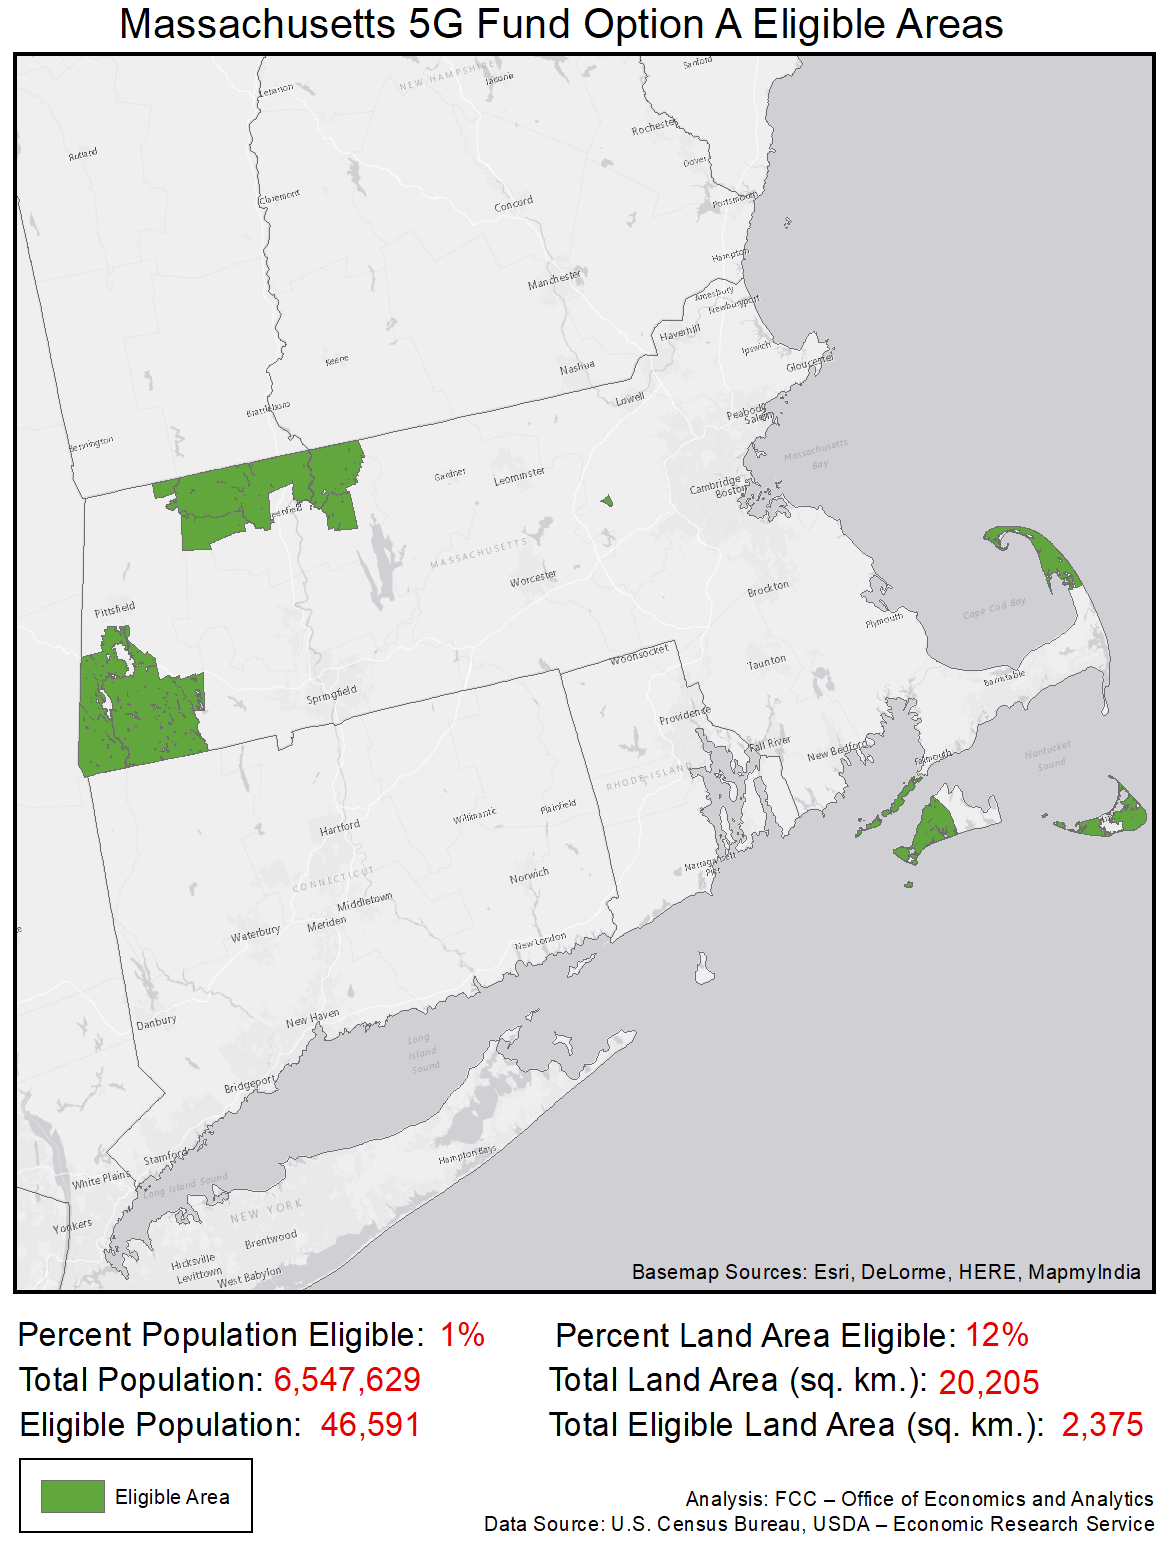 Massachusetts 5G Fund Option A Eligible Areas
Sanford
NEW HAMPSHIRE
Laconia
Lebanon
Rochester
Rutland
Dover
Claremont
Concord
Portsmouth
Hampton
Manchester
Amesbury
Newburyport
Haverhill
Ipswich
Keene
Gloucester
Nashua
Lowell
Brattleboro
Peabody
Salem
Bennington
Massachusetts
Bay
Gardner
Leominster
Cambridge
Boston
Greenfield
MASSACHUSETTS
Worcester
Brockton
Pittsfield
Cape Cod Bay
Plymouth
Woonsocket
Taunton
Barnstable
Springfield
Providence
Fall River
New Bedford
Falmouth
Nantucket
Sound
RHODE ISLAND
Plainfield
Willimantic
Hartford
Narragansett
Pier
CONNECTICUT
Norwich
Middletown
Meriden
Waterbury
New London
Danbury
New Haven
Long
Island
Sound
Bridgeport
Stamford
Hampton Bays
White Plains
Long Island Sound
NEW YORK
Yonkers
Brentwood
Hicksville
Levittown
West Babylon
Basemap Sources: Esri, DeLorme, HERE, MapmyIndia
Percent Population Eligible: 1%
Percent Land Area Eligible: 12%
Total Population: 6,547,629
Total Land Area (sq. km.): 20,205
Eligible Population: 46,591
Total Eligible Land Area (sq. km.): 2,375
Eligible Area
Analysis: FCC – Office of Economics and Analytics
Data Source: U.S. Census Bureau, USDA – Economic Research Service